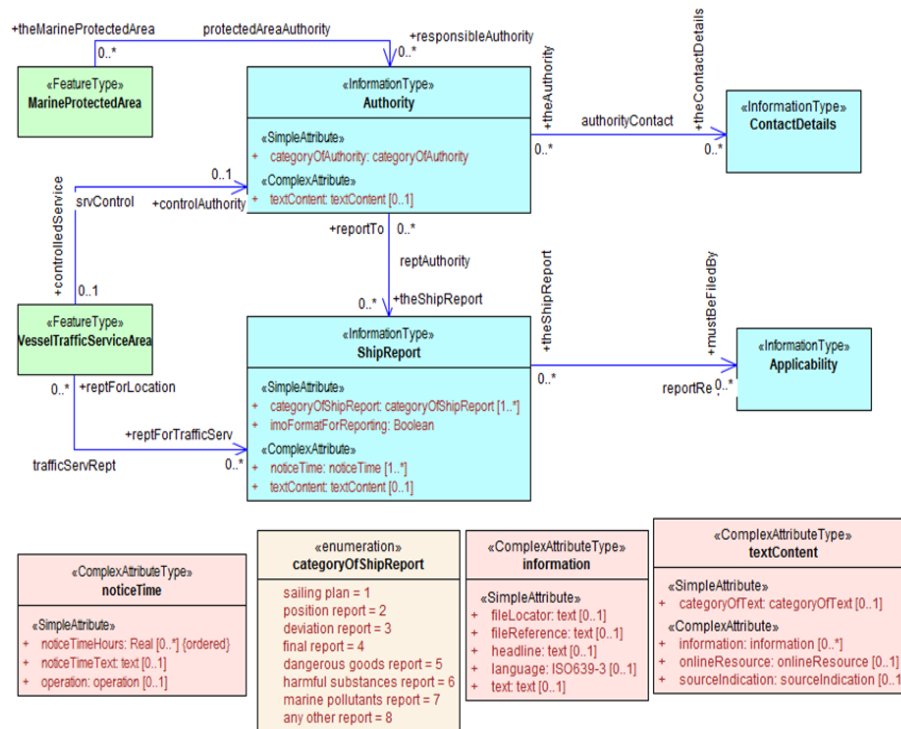 +theMarineProtectedArea
protectedAreaAuthority
0..*
0..*
+responsibleAuthority
«FeatureType»
MarineProtectedArea
«InformationType»
Authority
«SimpleAttribute»
+ categoryOfAuthority: categoryOfAuthority
«ComplexAttribute»
+ textContent: textContent [0..1]
+theAuthority
0..*
authorityContact
+theContactDetails
0..*
«InformationType»
ContactDetails
0..1
srvControl
+controlAuthority
+controlledService
0..1
+reportTo
0..*
reptAuthority
0..*
+theShipReport
«FeatureType»
VesselTrafficServiceArea
0..*
+reptForLocation
+reptForTrafficServ
trafficServRept
0..*
«InformationType»
ShipReport
«SimpleAttribute»
+ categoryOfShipReport: categoryOfShipReport [1..*]
+ imoFormatForReporting: Boolean
«ComplexAttribute»
+ noticeTime: noticeTime [1..*]
+ textContent: textContent [0..1]
+theShipReport
0..*
+mustBeFiledBy
reportRe
0..*
«InformationType»
Applicability
«ComplexAttributeType»
noticeTime
«SimpleAttribute»
+ noticeTimeHours: Real [0..*] {ordered}
+ noticeTimeText: text [0..1]
+ operation: operation [0..1]
«enumeration»
categoryOfShipReport
sailing plan = 1
position report = 2
deviation report = 3
final report = 4
dangerous goods report = 5
harmful substances report = 6
marine pollutants report = 7
any other report = 8
«ComplexAttributeType»
information
«SimpleAttribute»
+ fileLocator: text [0..1]
+ fileReference: text [0..1]
+ headline: text [0..1]
+ language: ISO639-3 [0..1]
+ text: text [0..1]
«ComplexAttributeType»
textContent
«SimpleAttribute»
+ categoryOfText: categoryOfText [0..1]
«ComplexAttribute»
+ information: information [0..*]
+ onlineResource: onlineResource [0..1]
+ sourceIndication: sourceIndication [0..1]